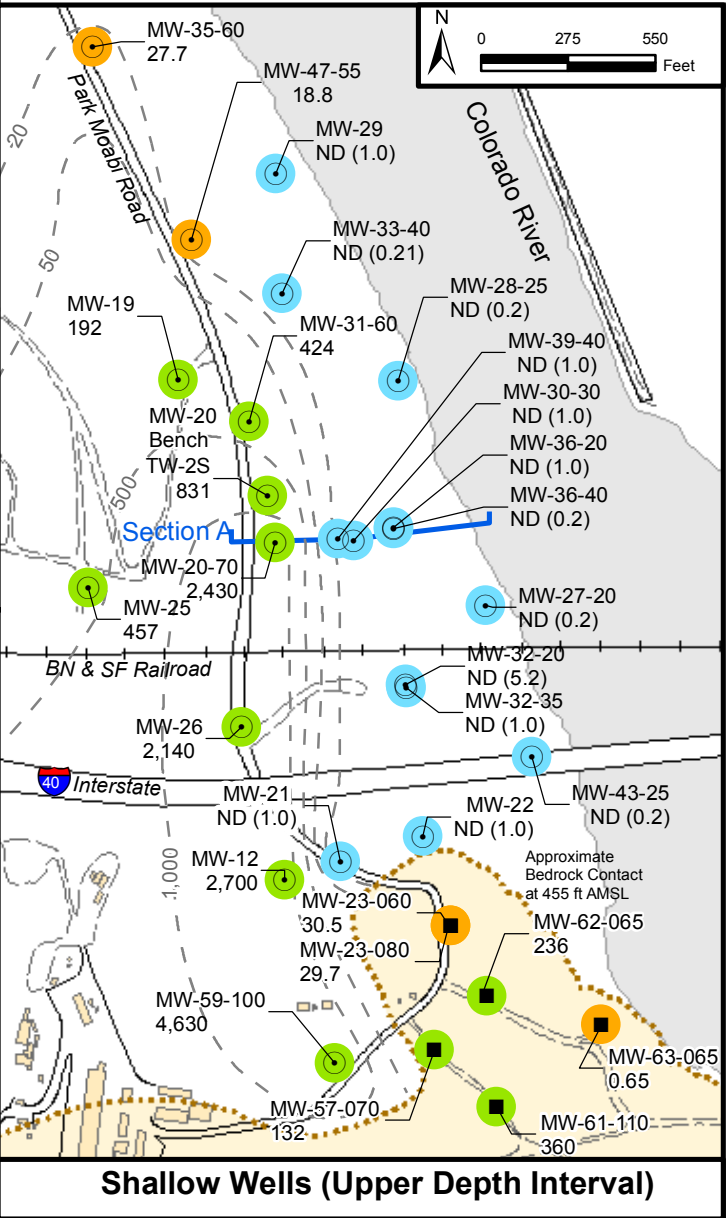 MW-35-60
27.7
N
0 275 550
Feet
MW-47-55
18.8
MW-29
ND (1.0)
Colorado River
20
Park Moabi Road
MW-33-40
ND (0.21)
50
MW-28-25
ND (0.2)
MW-19
192
MW-31-60
424
MW-39-40
ND (1.0)
MW-30-30
ND (1.0)
MW-20
Bench
MW-36-20
ND (1.0)
TW-2S
831
500
MW-36-40
ND (0.2)
Section A
MW-20-70
2,430
MW-25
457
MW-27-20
ND (0.2)
BN & SF Railroad
MW-32-20
ND (5.2)
MW-32-35
ND (1.0)
MW-26
2,140
40
Interstate
MW-21
ND (1.0)
MW-22
ND (1.0)
MW-43-25
ND (0.2)
1,000
MW-12
2,700
Approximate
Bedrock Contact
at 455 ft AMSL
MW-23-060
30.5
MW-23-080
29.7
MW-62-065
236
MW-59-100
4,630
MW-63-065
0.65
MW-57-070
132
MW-61-110
360
Shallow Wells (Upper Depth Interval)